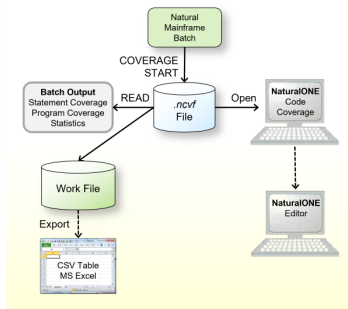 Natural
Mainframe
Batch
COVERAGE
START
Batch Output
Statement Coverage
Program Coverage
Statistics
READ
.ncvf
File
Open
NaturalONE
Code
Coverage
Work File
NaturalONE
Editor
Export
CSV Table
MS Excel